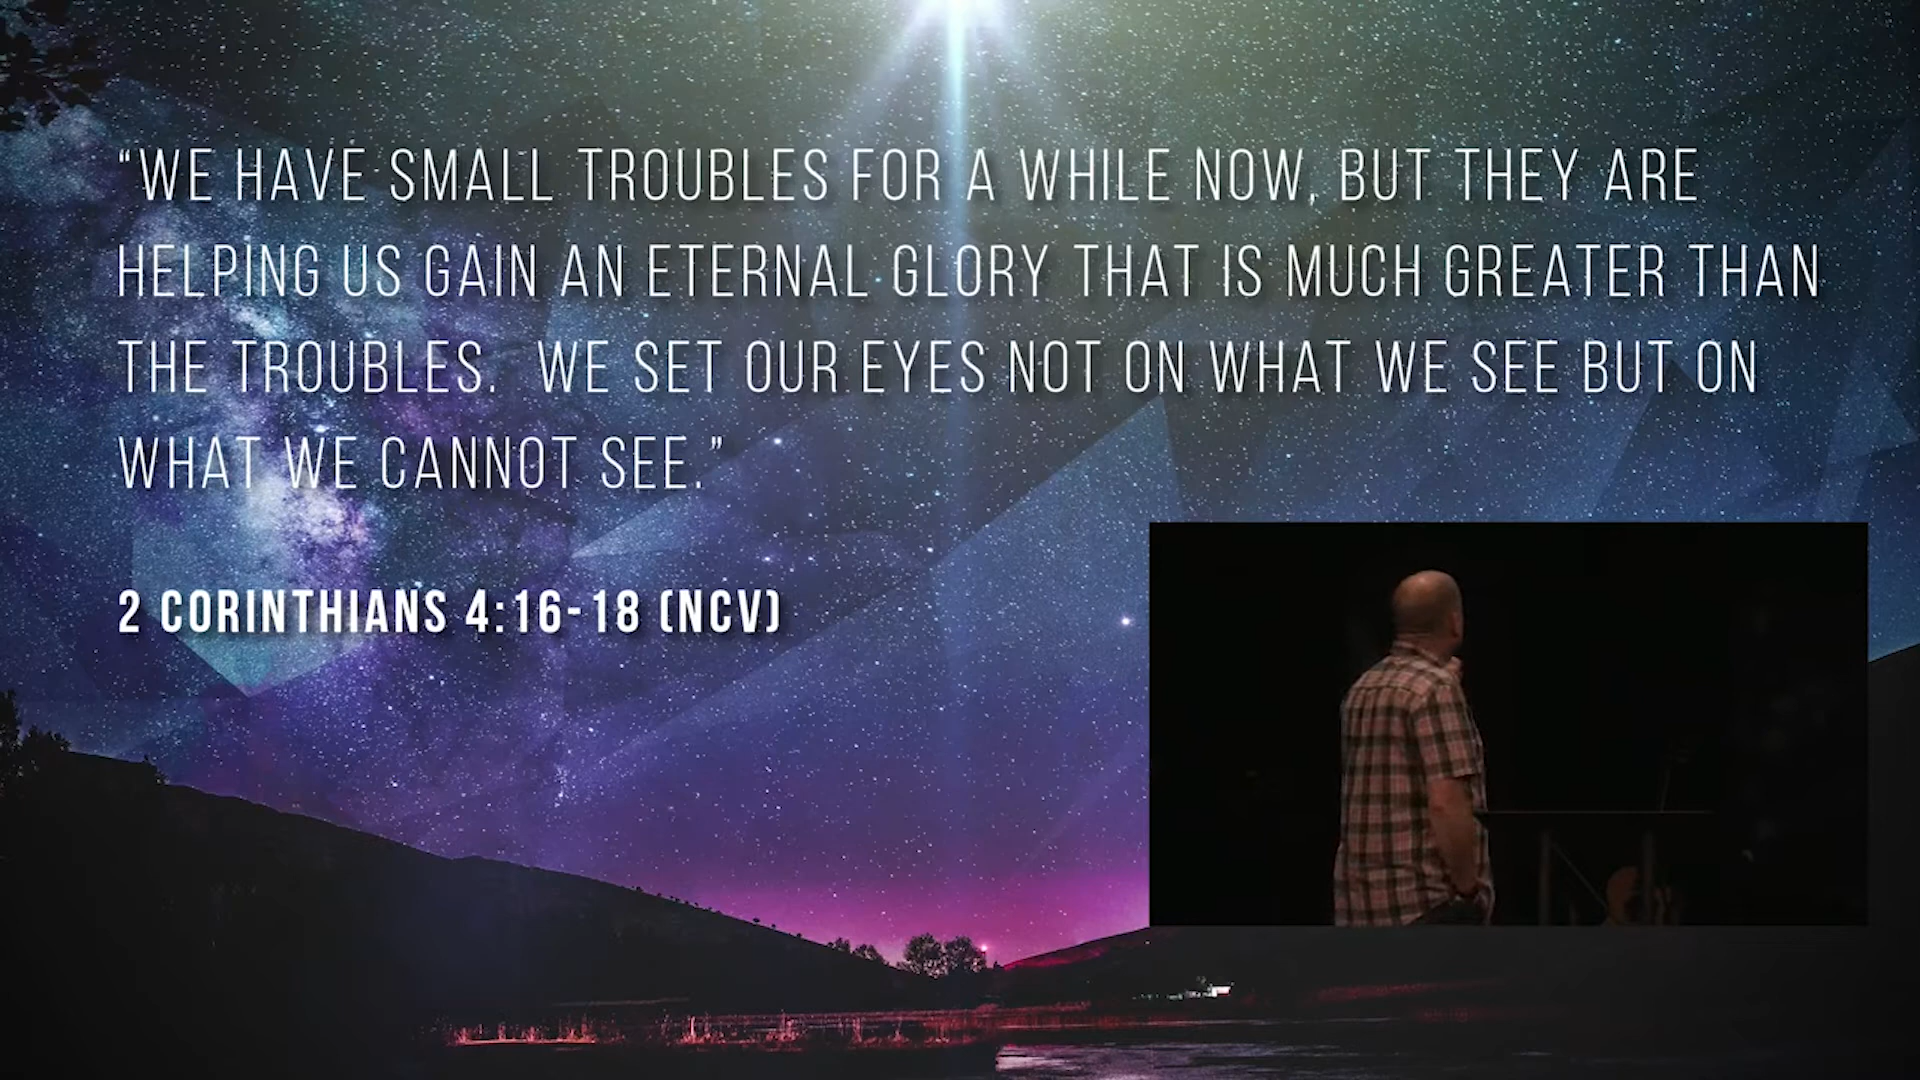 “WE HAVE SMALL TROUBLES FOR A WHILE NOW, BUT THEY ARE
HELPING US GAIN AN ETERNAL GLORY THAT IS MUCH GREATER THAN
THE TROUBLES.  WE SET OUR EYES NOT ON WHAT WE SEE BUT ON
WHAT WE CANNOT SEE.”
2 CORINTHIANS 4:16-18 (NCV)